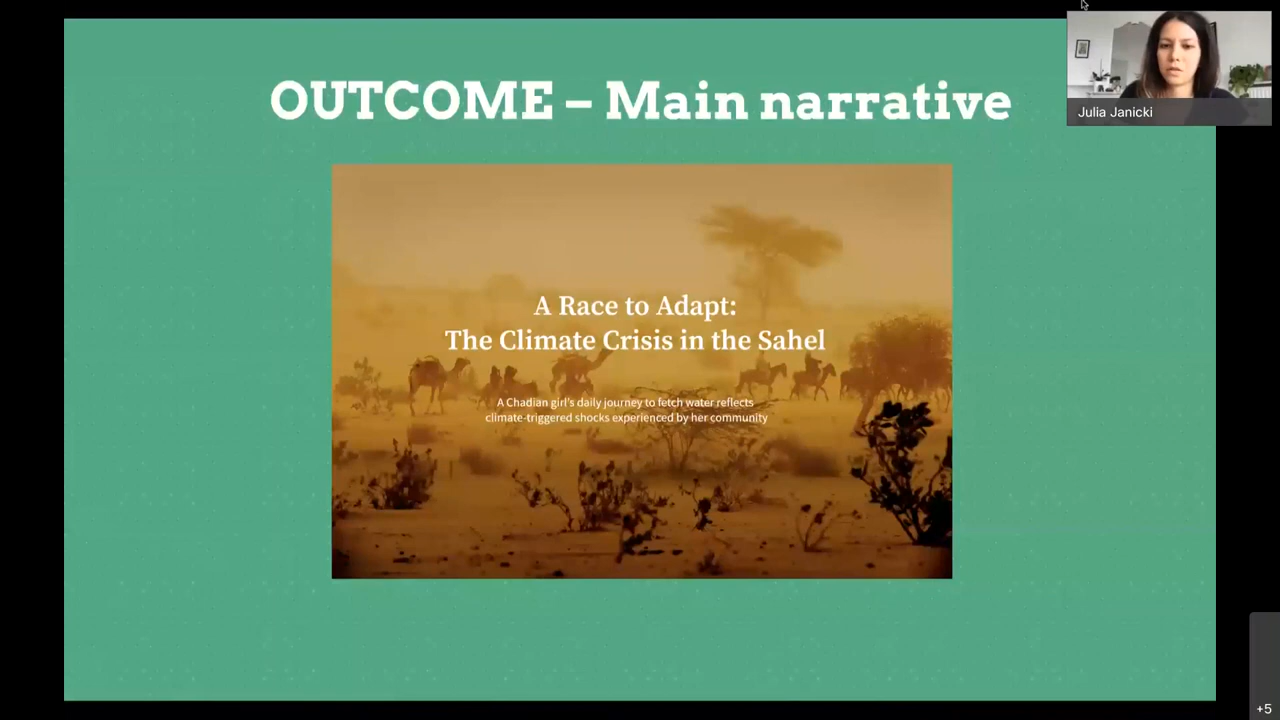 OUTCOME – Main narrative
Julia Janicki
A Race to Adapt:
The Climate Crisis in the Sahel
A Chadian girl's daily journey to fetch water reflects
climate-triggered shocks experienced by her community
+5